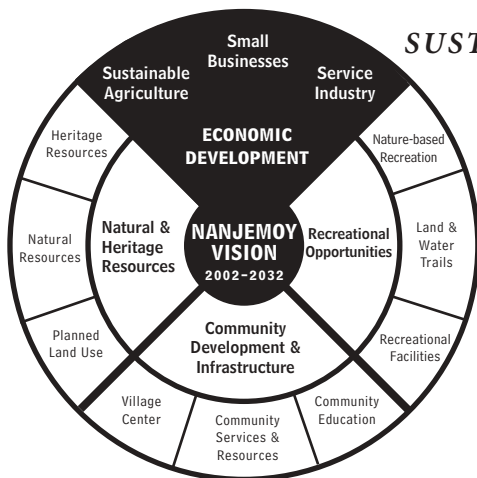 SUST
Small
Businesses
Sustainable
Agriculture
Service
Industry
ECONOMIC
DEVELOPMENT
Heritage
Resources
Nature-based
Recreation
Natural &
Heritage
Resources
NANJEMOY
VISION
2002–2032
Recreational
Opportunities
Natural
Resources
Land &
Water
Trails
Community
Development &
Infrastructure
Planned
Land Use
Recreational
Facilities
Village
Center
Community
Services &
Resources
Community
Education